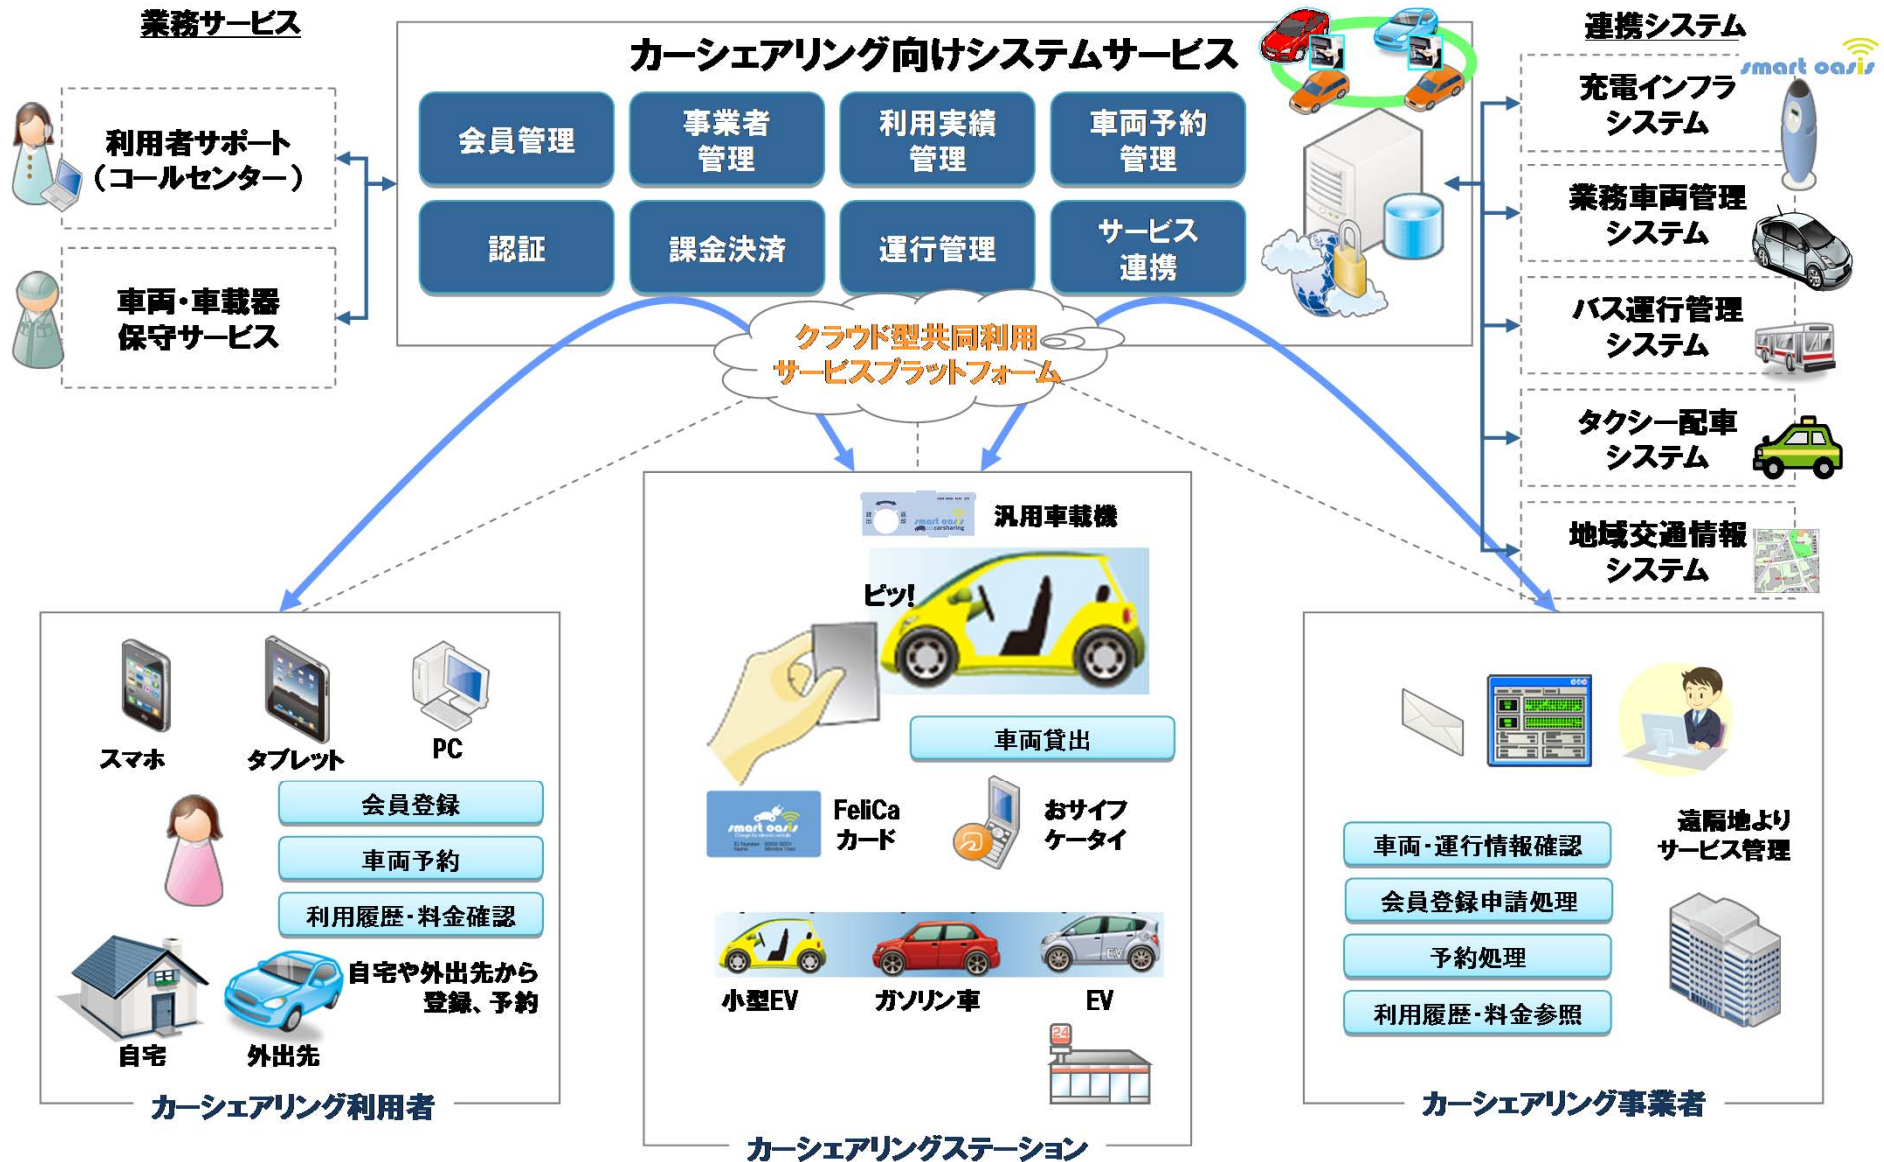 業務サービス
利用者サポート
（コールセンター）
車両・車載器
保守サービス
カーシェアリング向けシステムサービス
会員管理
事業者
管理
利用実績
管理
車両予約
管理
認証
課金決済
運行管理
サービス
連携
クラウド型共同利用
サービスプラットフォーム
連携システム
smart oasis
充電インフラ
システム
業務車両管理
システム
バス運行管理
システム
タクシー配車
システム
地域交通情報
システム
スマホ
タブレット
PC
会員登録
車両予約
利用履歴・料金確認
自宅や外出先から
登録、予約
自宅
外出先
カーシェアリング利用者
smart oasis
carsharing
汎用車載機
ピッ!
車両貸出
smart oasis
FeliCa
カード
おサイフ
ケータイ
EV
小型EV
ガソリン車
EV
24
カーシェアリングステーション
遠隔地より
サービス管理
車両・運行情報確認
会員登録申請処理
予約処理
利用履歴・料金参照
カーシェアリング事業者